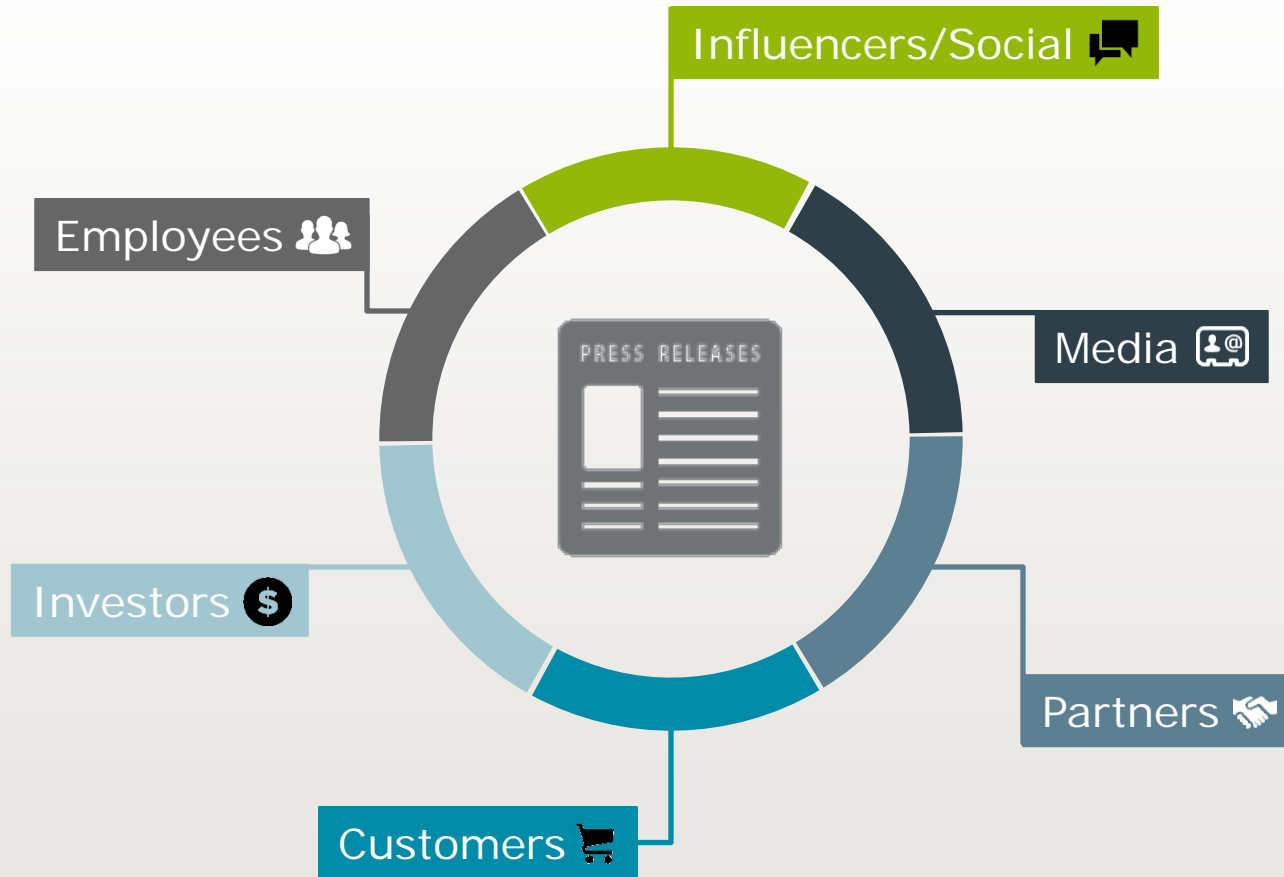 Influencers/Social
Employees
PRESS RELEASES
Media @
Investors $
Partners
Customers